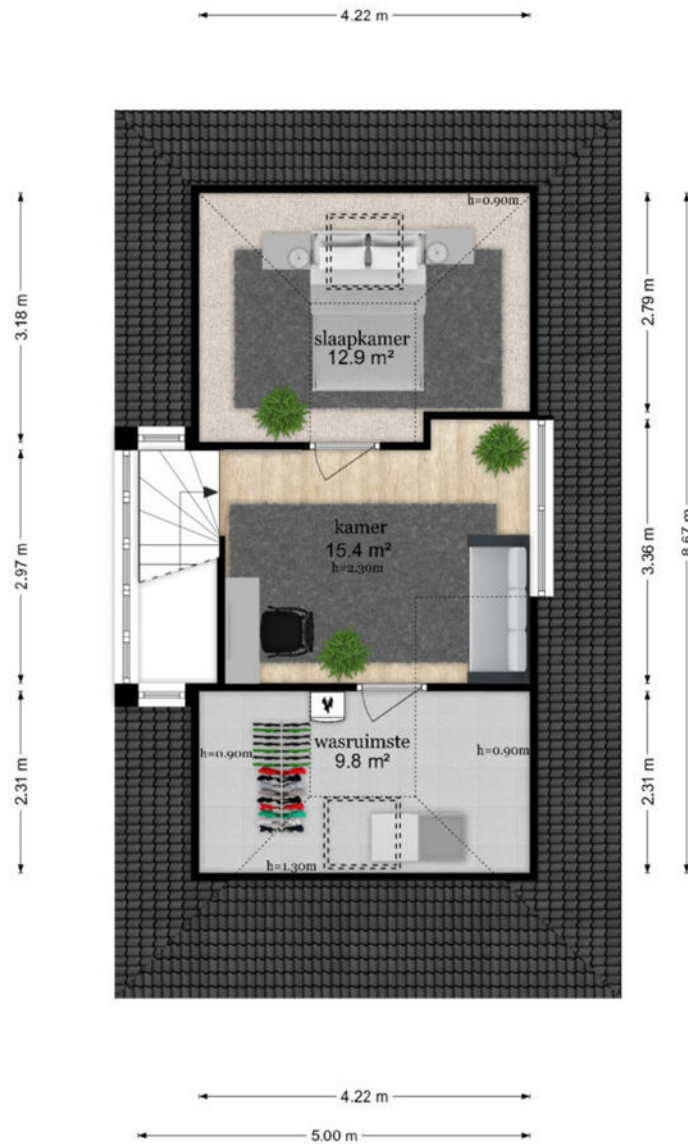 4.22 m
h=0.90m.
3.18 m
2.79 m
slaapkamer
12.9 m²
2.97 m
kamer
15.4 m²
h=2.30m
3.36 m
8.67 m
2.31 m
wasruimste
9.8 m²
h=0.90m
h=0.90m
2.31 m
h=1.30m
4.22 m
5.00 m